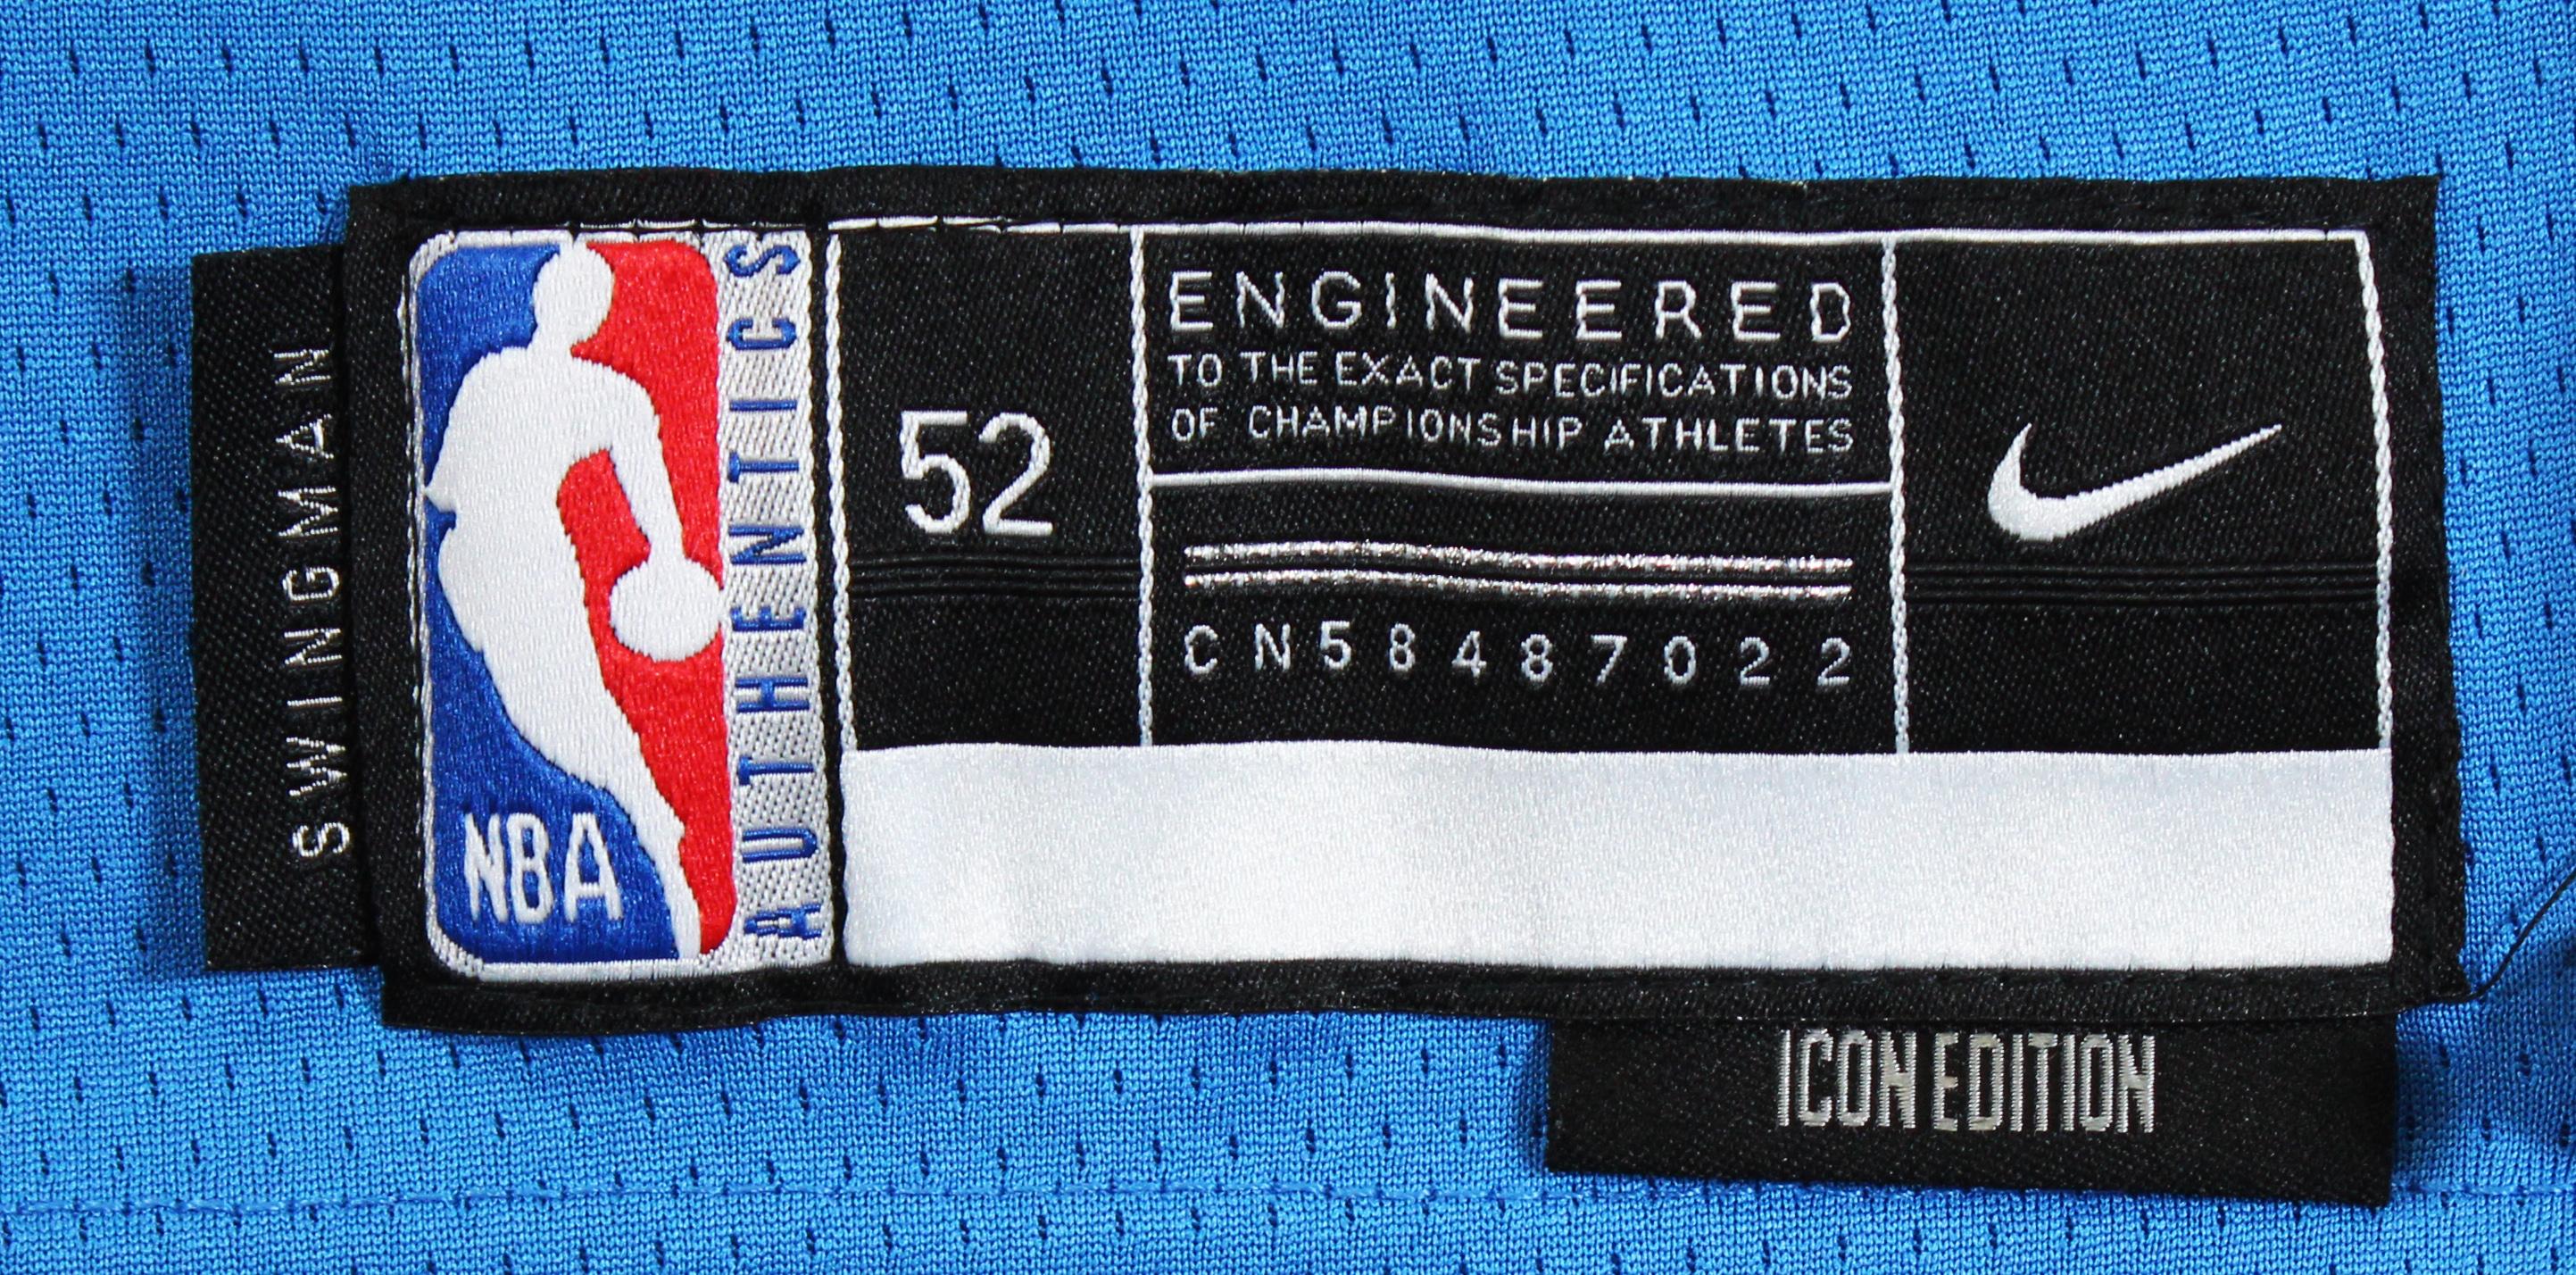 SWINGMAN
NBA
AUTHENTICS
52
ENGINEERED
TO THE EXACT SPECIFICATIONS
OF CHAMPIONSHIP ATHLETES
CN58487022
ICON EDITION